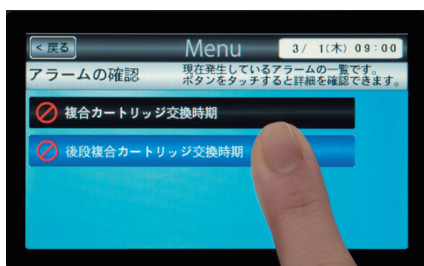 < 戻る
Menu
3/ 1(木) 09:00
アラームの確認
現在発生しているアラームの一覧です。
ボタンをタッチすると詳細を確認できます。
複合カートリッジ交換時期
後段複合カートリッジ交換時期